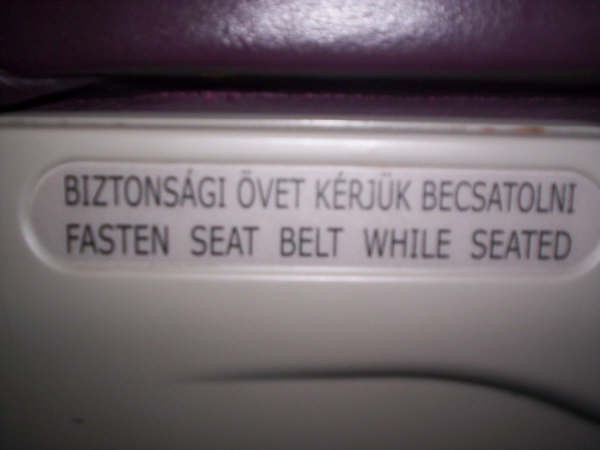 BIZTONSÁGI ÖVET KÉRJÜK BECSATOLNI
FASTEN SEAT BELT WHILE SEATED